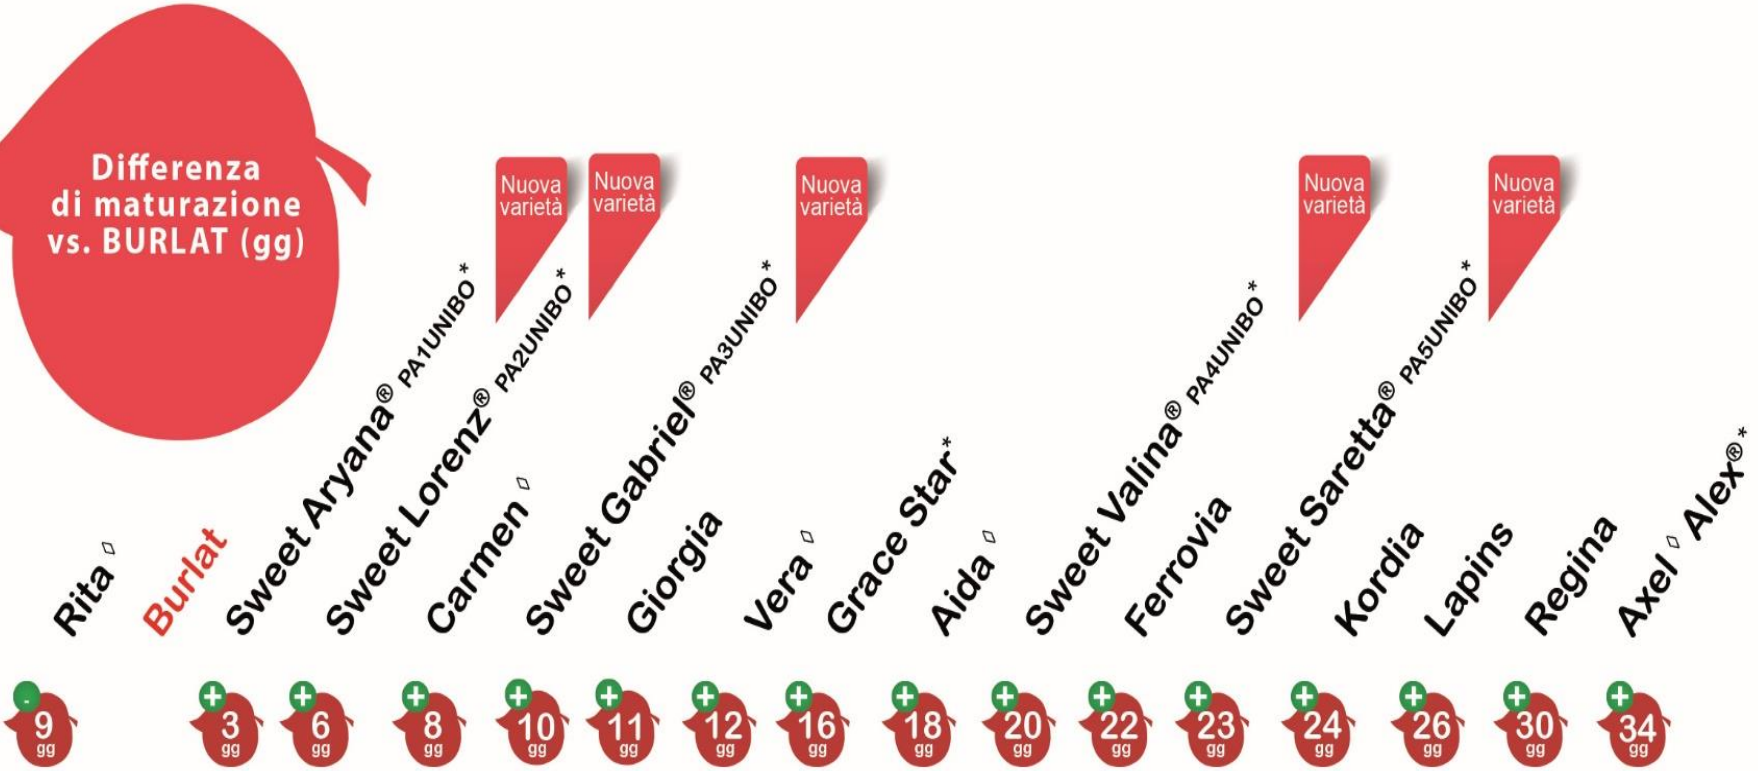 Differenza
di maturazione
vs. BURLAT (gg)
Nuova
varietà
Nuova
varietà
Nuova
varietà
Nuova
varietà
Nuova
varietà
Rita ◊
Burlat
Sweet Aryana® PA1UNIBO*
Sweet Lorenz® PA2UNIBO*
Carmen ◊
Sweet Gabriel® PA3UNIBO*
Giorgia
Vera ◊
Grace Star*
Aida ◊
Sweet Valina® PA4UNIBO*
Ferrovia
Sweet Saretta® PA5UNIBO*
Kordia
Lapins
Regina
Axel ◊ Alex®*
- 9 gg
+ 3 gg
+ 6 gg
+ 8 gg
+ 10 gg
+ 11 gg
+ 12 gg
+ 16 gg
+ 18 gg
+ 20 gg
+ 22 gg
+ 23 gg
+ 24 gg
+ 26 gg
+ 30 gg
+ 34 gg